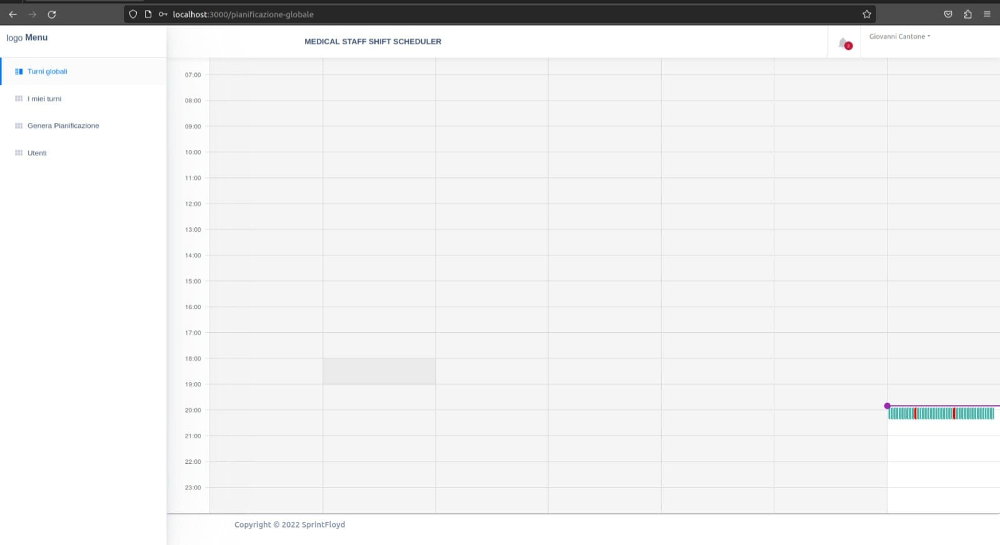 localhost:3000/pianificazione-globale
logo Menu
MEDICAL STAFF SHIFT SCHEDULER
Giovanni Cantone
Turni globali
I miei turni
Genera Pianificazione
Utenti
07:00
08:00
09:00
10:00
11:00
12:00
13:00
14:00
15:00
16:00
17:00
18:00
19:00
20:00
21:00
22:00
23:00
Copyright © 2022 SprintFloyd